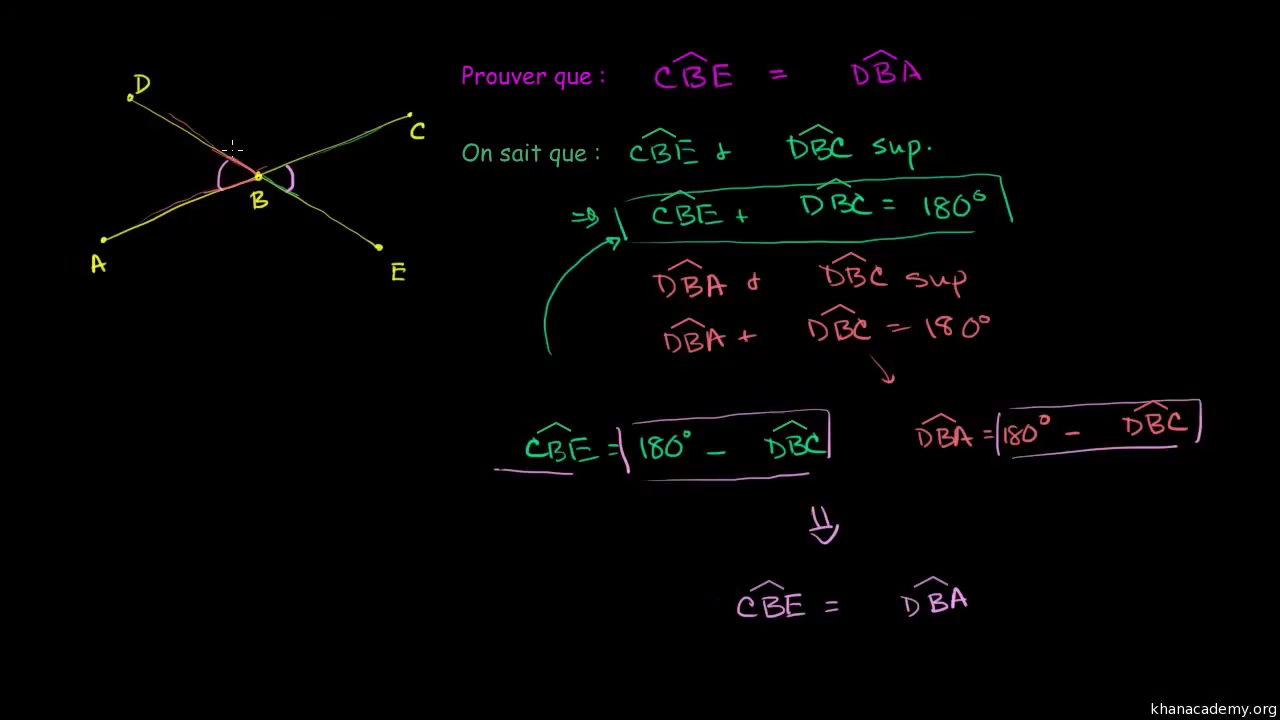 D
C
B
A
E
Prouver que : CBE = DBA
On sait que : CBE & DBC sup.
⇒ CBE + DBC = 180°
DBA & DBC sup
DBA + DBC = 180°
CBE = 180° - DBC
DBA = 180° - DBC
⇓
CBE = DBA
khanacademy.org